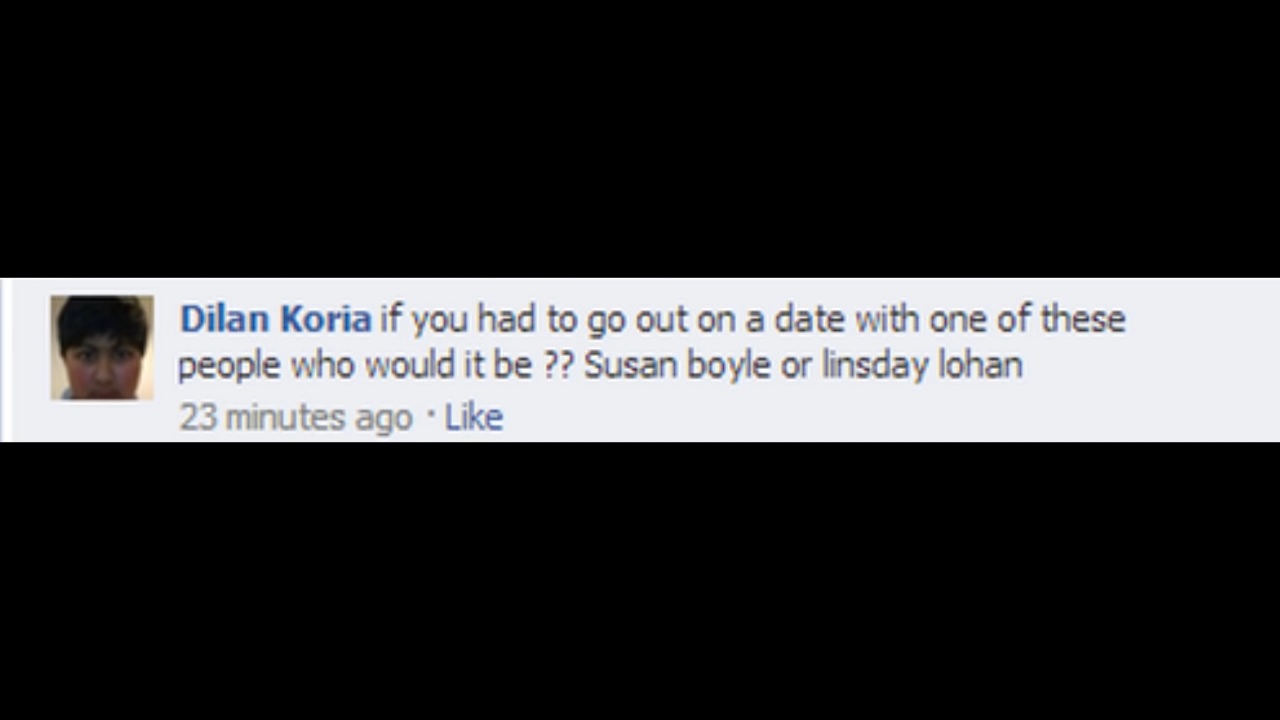 Dilan Koria if you had to go out on a date with one of these
people who would it be ?? Susan boyle or linsday lohan
23 minutes ago · Like